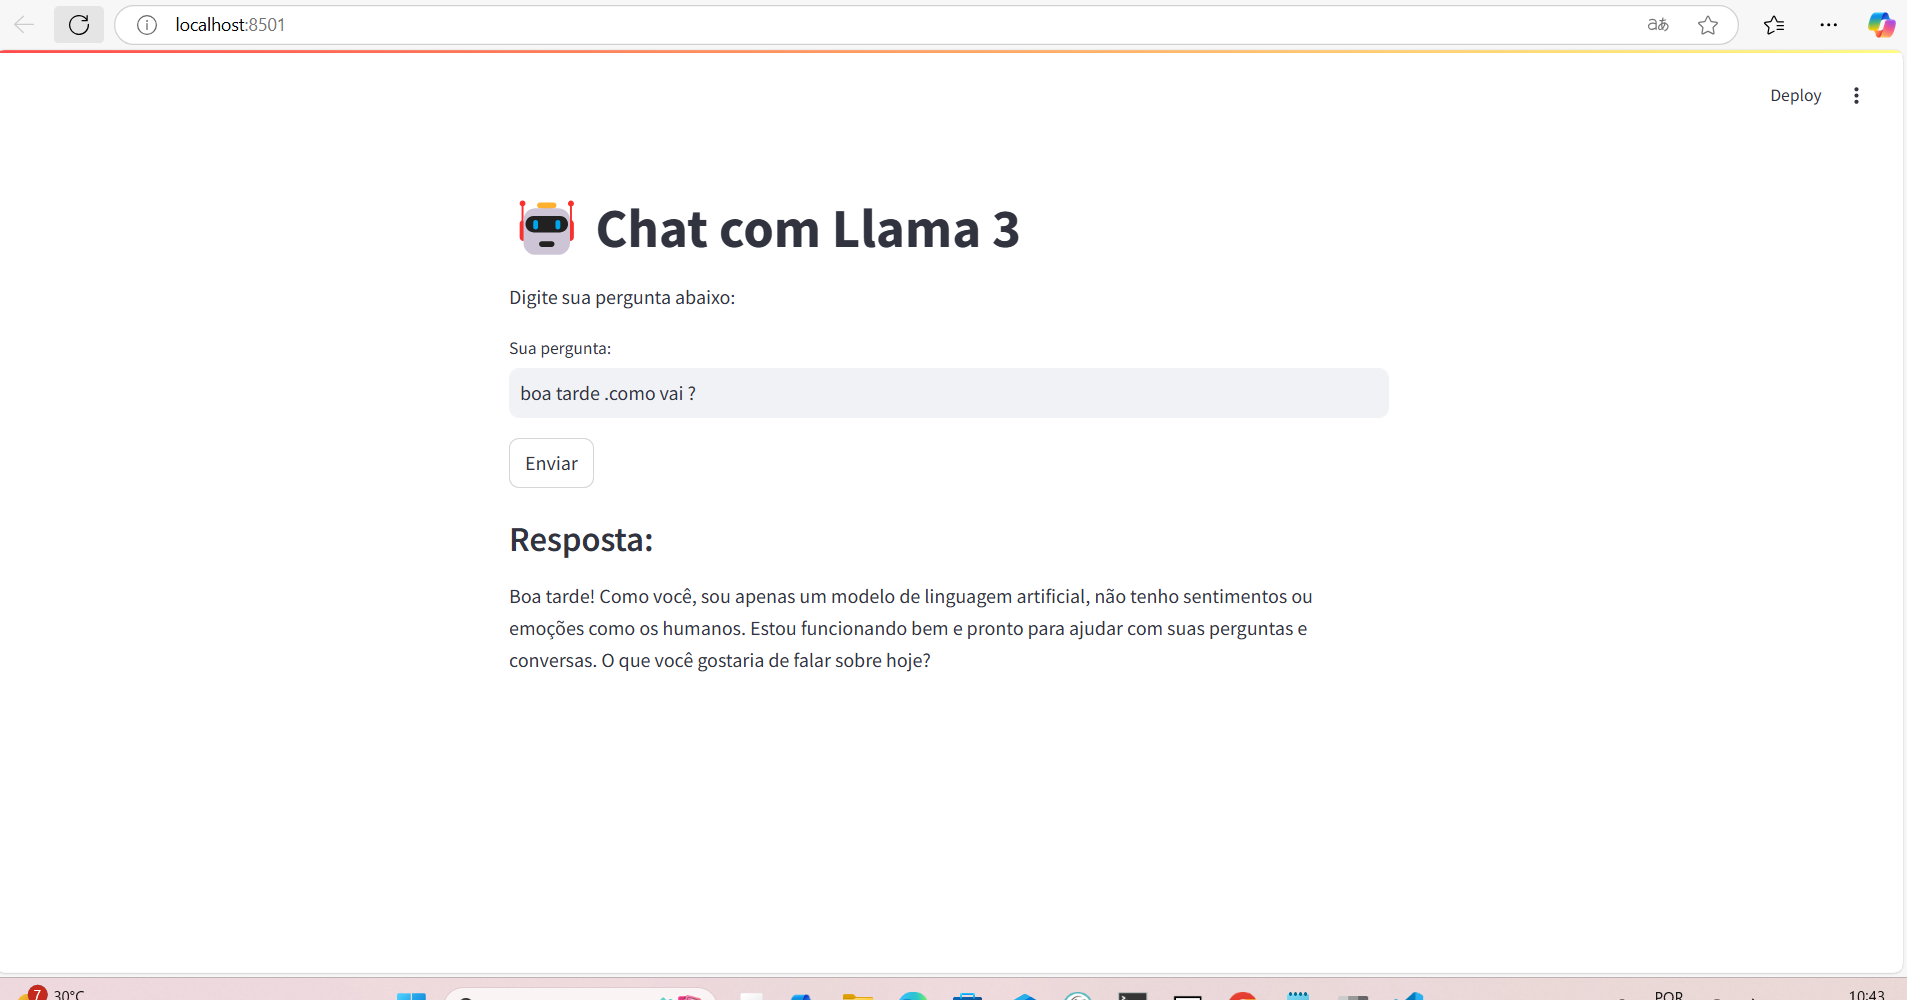 localhost:8501
aあ
Deploy
Chat com Llama 3
Digite sua pergunta abaixo:
Sua pergunta:
boa tarde .como vai ?
Enviar
Resposta:
Boa tarde! Como você, sou apenas um modelo de linguagem artificial, não tenho sentimentos ou
emoções como os humanos. Estou funcionando bem e pronto para ajudar com suas perguntas e
conversas. O que você gostaria de falar sobre hoje?
7
30°C
POR
10:43